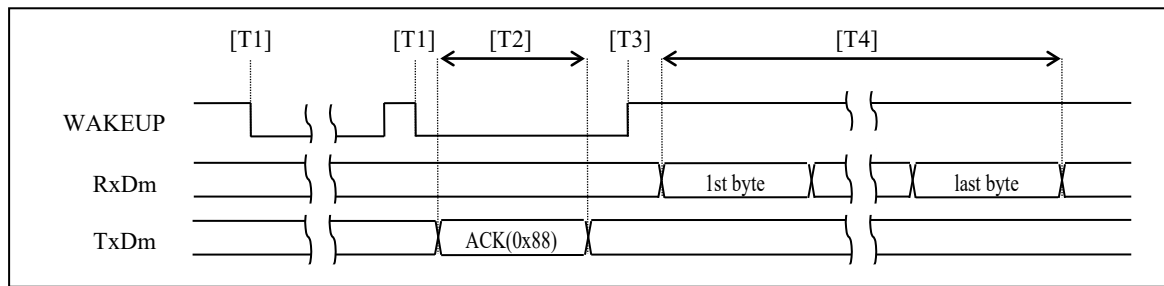 [T1] [T1] [T2] [T3] [T4]
WAKEUP
RxDm 1st byte last byte
TxDm ACK(0x88)